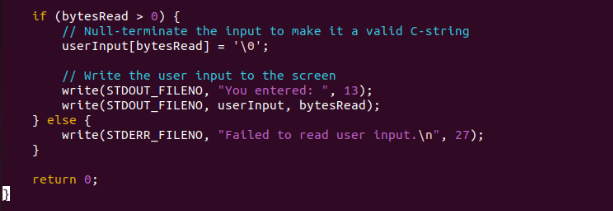 if (bytesRead > 0) {
// Null-terminate the input to make it a valid C-string
userInput[bytesRead] = '\0';
// Write the user input to the screen
write(STDOUT_FILENO, "You entered: ", 13);
write(STDOUT_FILENO, userInput, bytesRead);
} else {
write(STDERR_FILENO, "Failed to read user input.\n", 27);
}
return 0;
}